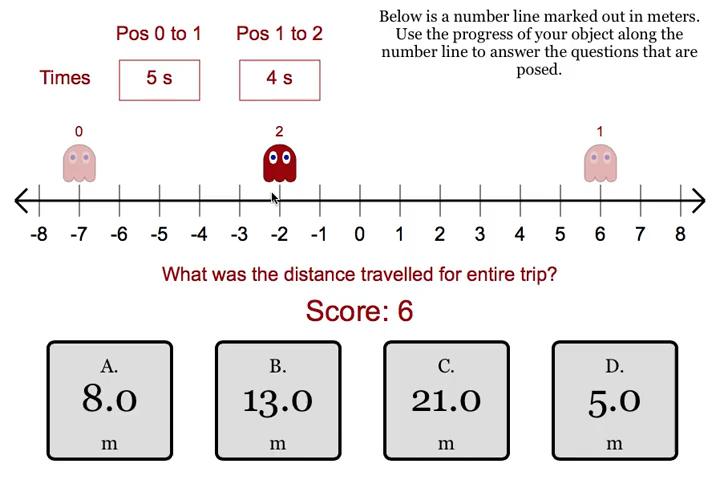 Below is a number line marked out in meters.
Use the progress of your object along the
number line to answer the questions that are
posed.
Pos 0 to 1 Pos 1 to 2
Times 5 s 4 s
0 2 1
-8 -7 -6 -5 -4 -3 -2 -1 0 1 2 3 4 5 6 7 8
What was the distance travelled for entire trip?
Score: 6
A. B. C. D.
8.0 13.0 21.0 5.0
m m m m